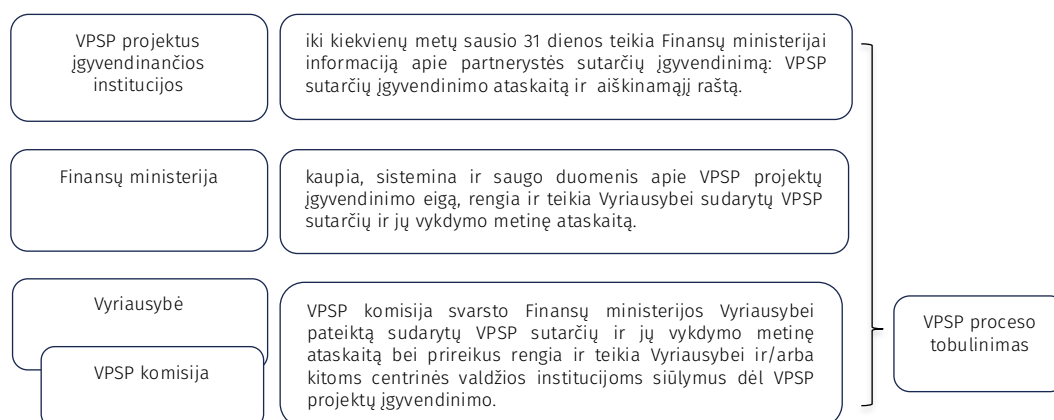 VPSP projektus
įgyvendinančios
institucijos
iki kiekvienų metų sausio 31 dienos teikia Finansų ministerijai
informaciją apie partnerystės sutarčių įgyvendinimą: VPSP
sutarčių įgyvendinimo ataskaitą ir aiškinamąjį raštą.
Finansų ministerija
kaupia, sistemina ir saugo duomenis apie VPSP projektų
įgyvendinimo eigą, rengia ir teikia Vyriausybei sudarytų VPSP
sutarčių ir jų vykdymo metinę ataskaitą.
Vyriausybė
VPSP komisija
VPSP komisija svarsto Finansų ministerijos Vyriausybei
pateiktą sudarytų VPSP sutarčių ir jų vykdymo metinę
ataskaitą bei prireikus rengia ir teikia Vyriausybei ir/arba
kitoms centrinės valdžios institucijoms siūlymus dėl VPSP
projektų įgyvendinimo.
VPSP proceso
tobulinimas